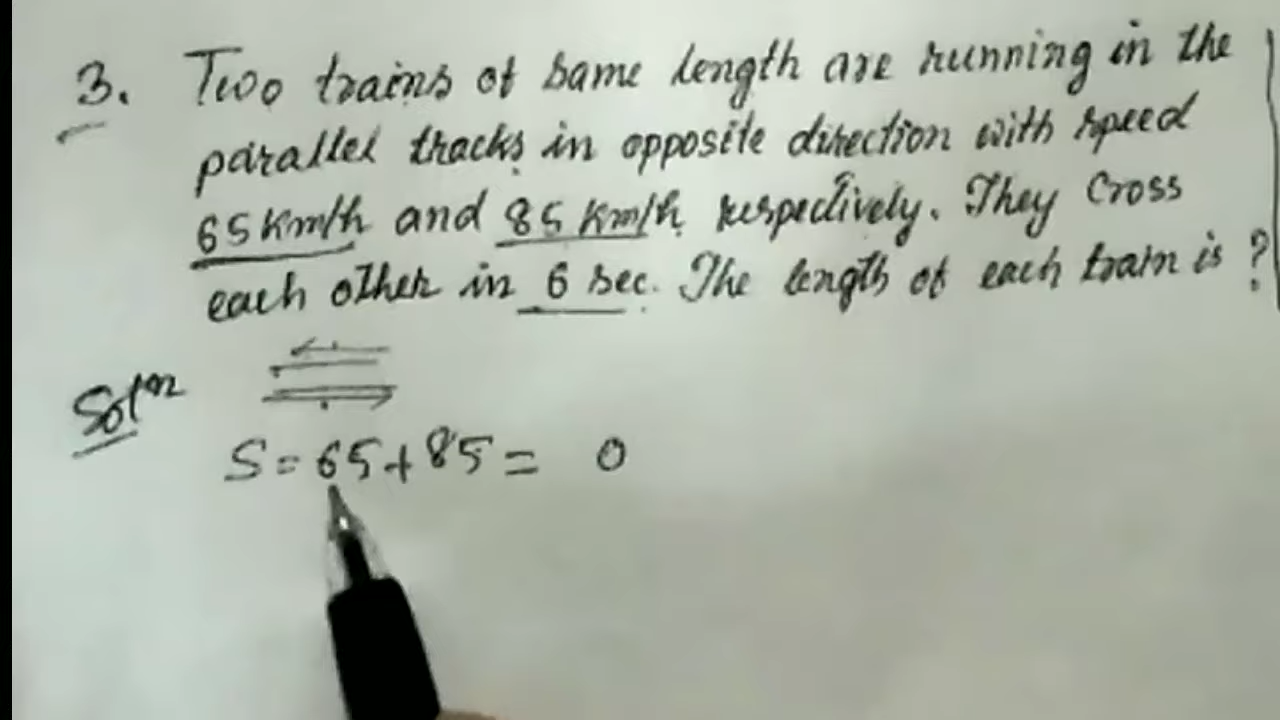 3. Two trains of same length are running in the
parallel tracks in opposite direction with speed
65 Km/h and 85 Km/h respectively. They Cross
each other in 6 sec. The length of each train is ?
Solⁿ
S = 65 + 85 = 0